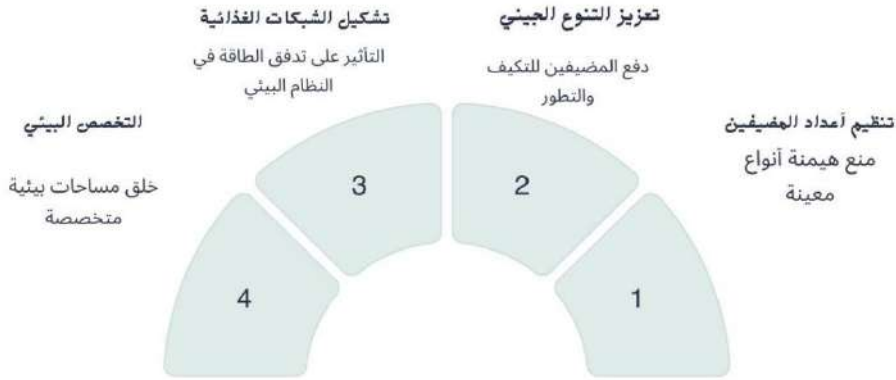 تنظيم أعداد المضيفين
منع هيمنة أنواع
معينة
1
تعزيز التنوع الجيني
دفع المضيفين للتكيف
والتطور
2
تشكيل الشبكات الغذائية
التأثير على تدفق الطاقة في
النظام البيئي
3
التخصص البيئي
خلق مساحات بيئية
متخصصة
4